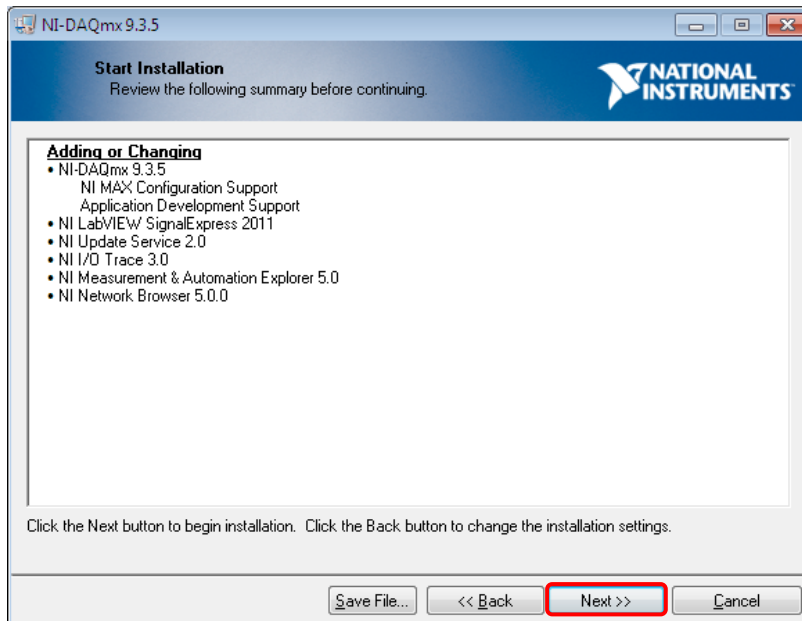 NI-DAQmx 9.3.5
Start Installation
Review the following summary before continuing.
NATIONAL
INSTRUMENTS
Adding or Changing
• NI-DAQmx 9.3.5
NI MAX Configuration Support
Application Development Support
• NI LabVIEW SignalExpress 2011
• NI Update Service 2.0
• NI I/O Trace 3.0
• NI Measurement & Automation Explorer 5.0
• NI Network Browser 5.0.0
Click the Next button to begin installation. Click the Back button to change the installation settings.
Save File... << Back Next >> Cancel